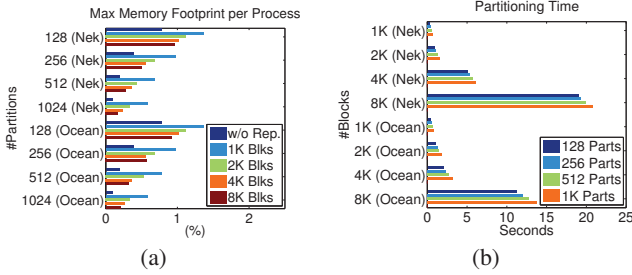 Max Memory Footprint per Process
#Partitions
128 (Nek)
256 (Nek)
512 (Nek)
1024 (Nek)
128 (Ocean)
256 (Ocean)
512 (Ocean)
1024 (Ocean)
w/o Rep.
1K Blks
2K Blks
4K Blks
8K Blks
0 1 2
(%)
(a)
Partitioning Time
#Blocks
1K (Nek)
2K (Nek)
4K (Nek)
8K (Nek)
1K (Ocean)
2K (Ocean)
4K (Ocean)
8K (Ocean)
128 Parts
256 Parts
512 Parts
1K Parts
0 5 10 15 20 25
Seconds
(b)